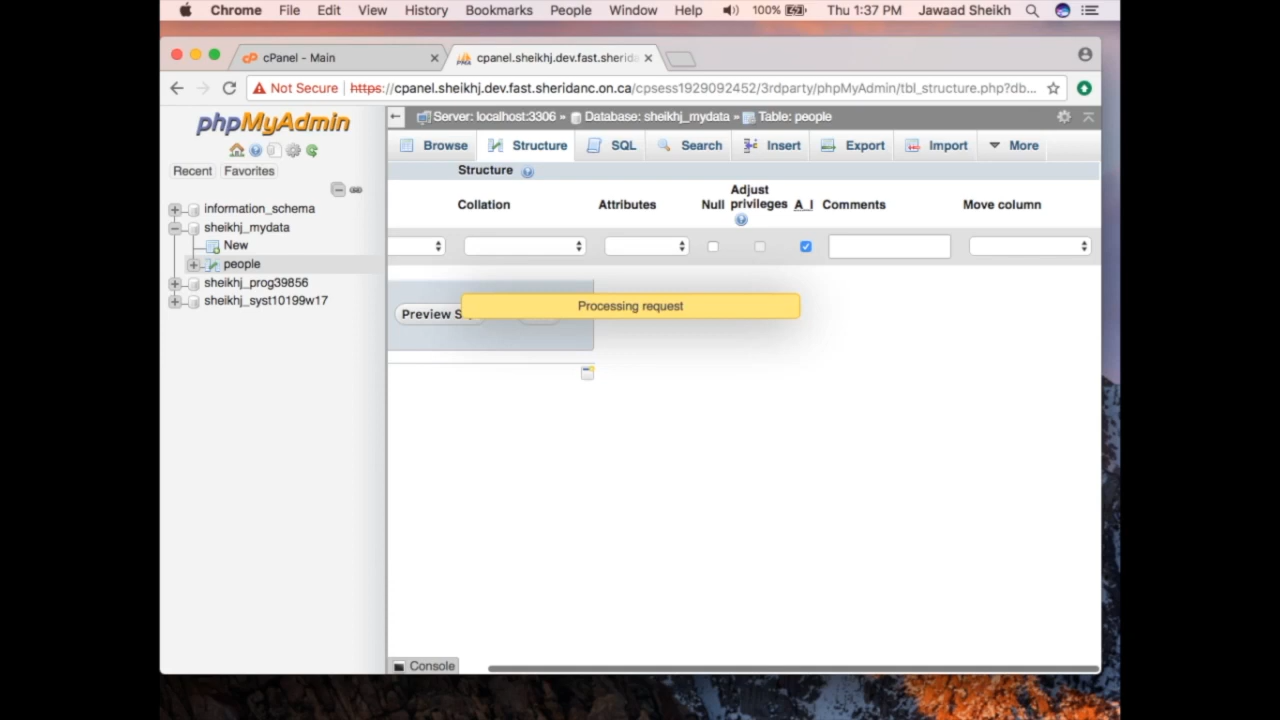 Chrome File Edit View History Bookmarks People Window Help 100% Thu 1:37 PM Jawaad Sheikh
cPanel - Main
cpanel.sheikhj.dev.fast.sherida
Not Secure https://cpanel.sheikhj.dev.fast.sheridanc.on.ca/cpsess1929092452/3rdparty/phpMyAdmin/tbl_structure.php?db...
phpMyAdmin
Recent Favorites
information_schema
sheikhj_mydata
New
people
sheikhj_prog39856
sheikhj_syst10199w17
Server: localhost:3306 » Database: sheikhj_mydata » Table: people
Browse Structure SQL Search Insert Export Import More
Structure
Collation Attributes Null Adjust privileges A_I Comments Move column
Processing request
Preview S
Console